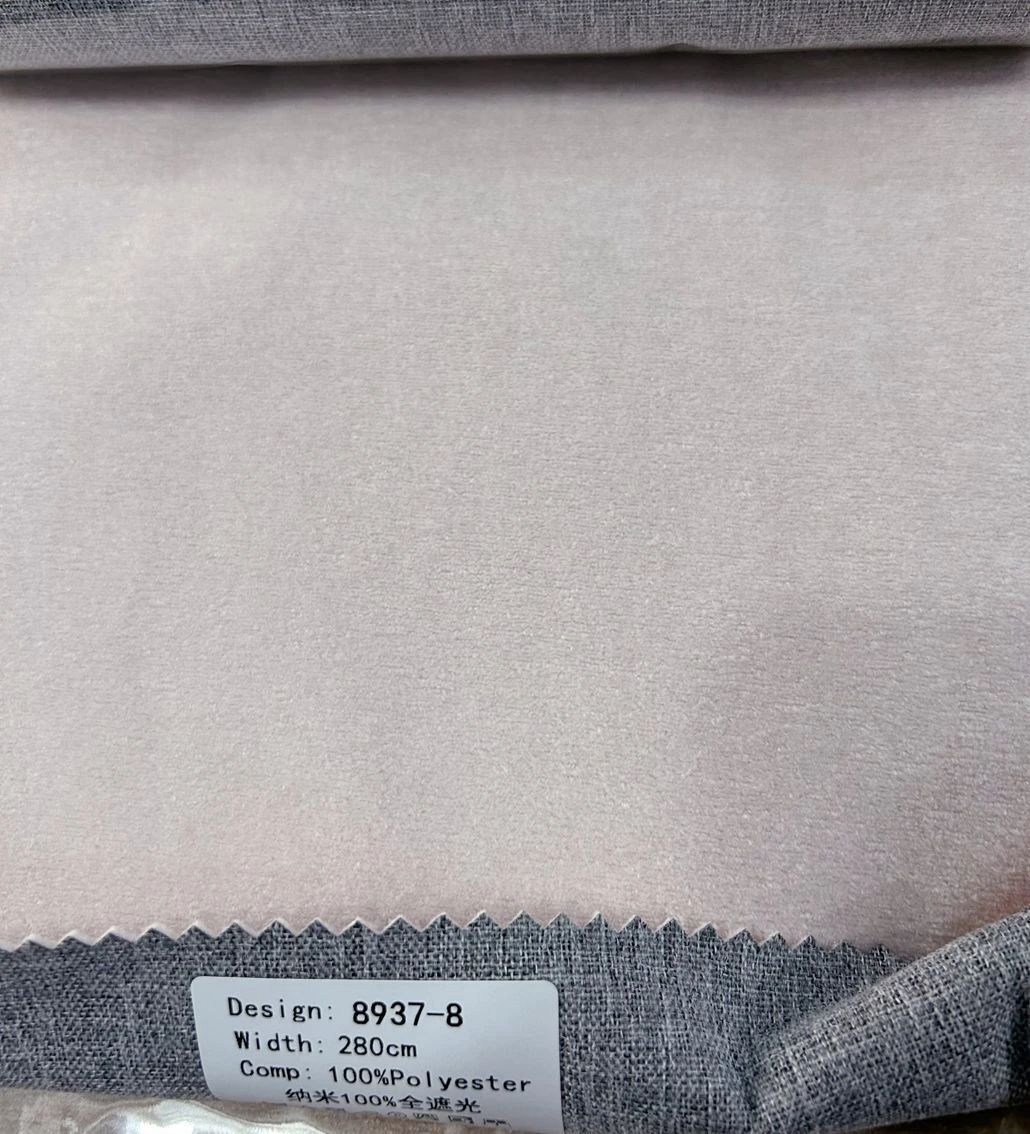 Design: 8937-8
Width: 280cm
Comp: 100%Polyester
纳米100%全遮光